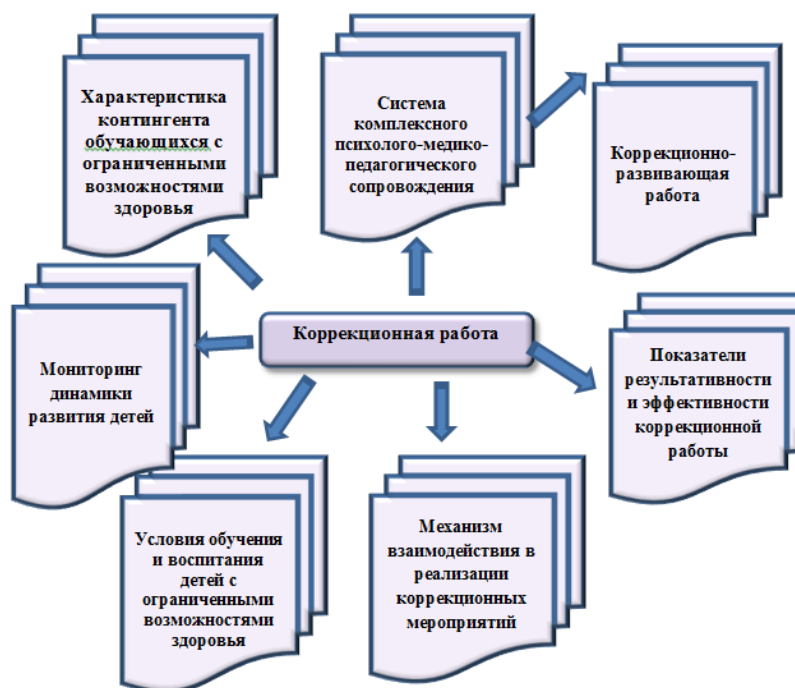 Характеристика
контингента
обучающихся с
ограниченными
возможностями
здоровья
Система
комплексного
психолого-медико-
педагогического
сопровождения
Коррекционно-
развивающая
работа
Коррекционная работа
Мониторинг
динамики
развития детей
Показатели
результативности
и эффективности
коррекционной
работы
Условия обучения
и воспитания
детей с
ограниченными
возможностями
здоровья
Механизм
взаимодействия в
реализации
коррекционных
мероприятий